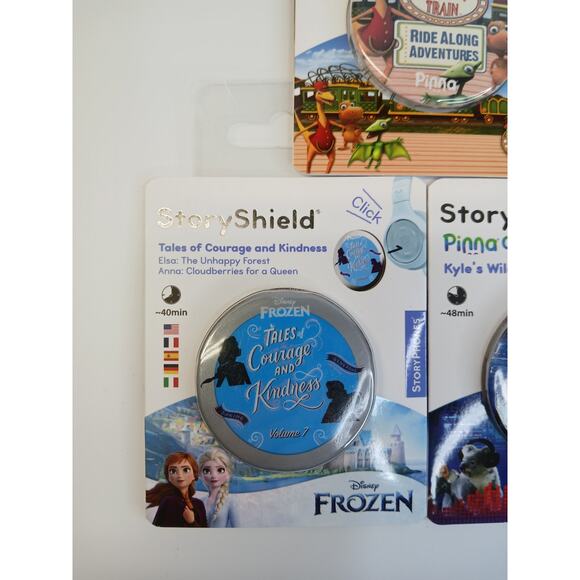 TRAIN
RIDE ALONG
ADVENTURES
Pinna
StoryShield®
Click
Tales of Courage and Kindness
Elsa: The Unhappy Forest
Anna: Cloudberries for a Queen
~40min
Disney
FROZEN
TALES of
Courage
AND
Kindness
Volume 7
STORYPHONES
Disney
FROZEN
Story
Pinna
Kyle's Wil
~48min